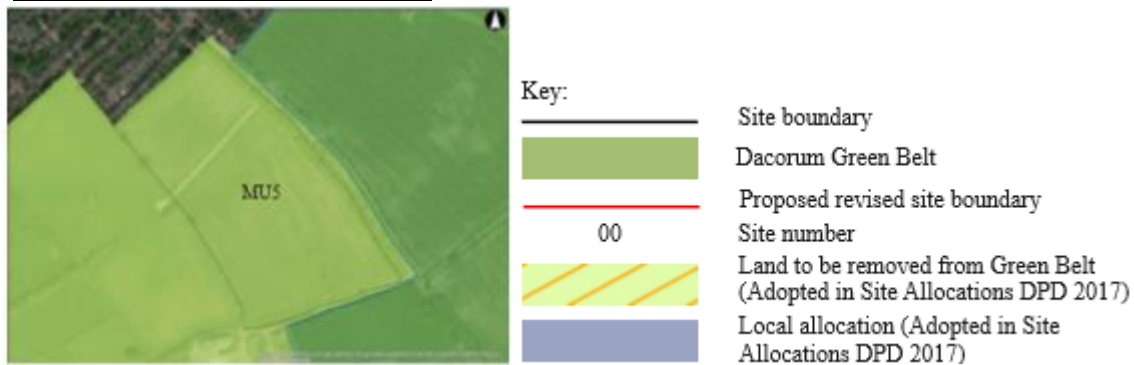 MU5
Key:
Site boundary
Dacorum Green Belt
Proposed revised site boundary
00
Site number
Land to be removed from Green Belt
(Adopted in Site Allocations DPD 2017)
Local allocation (Adopted in Site
Allocations DPD 2017)